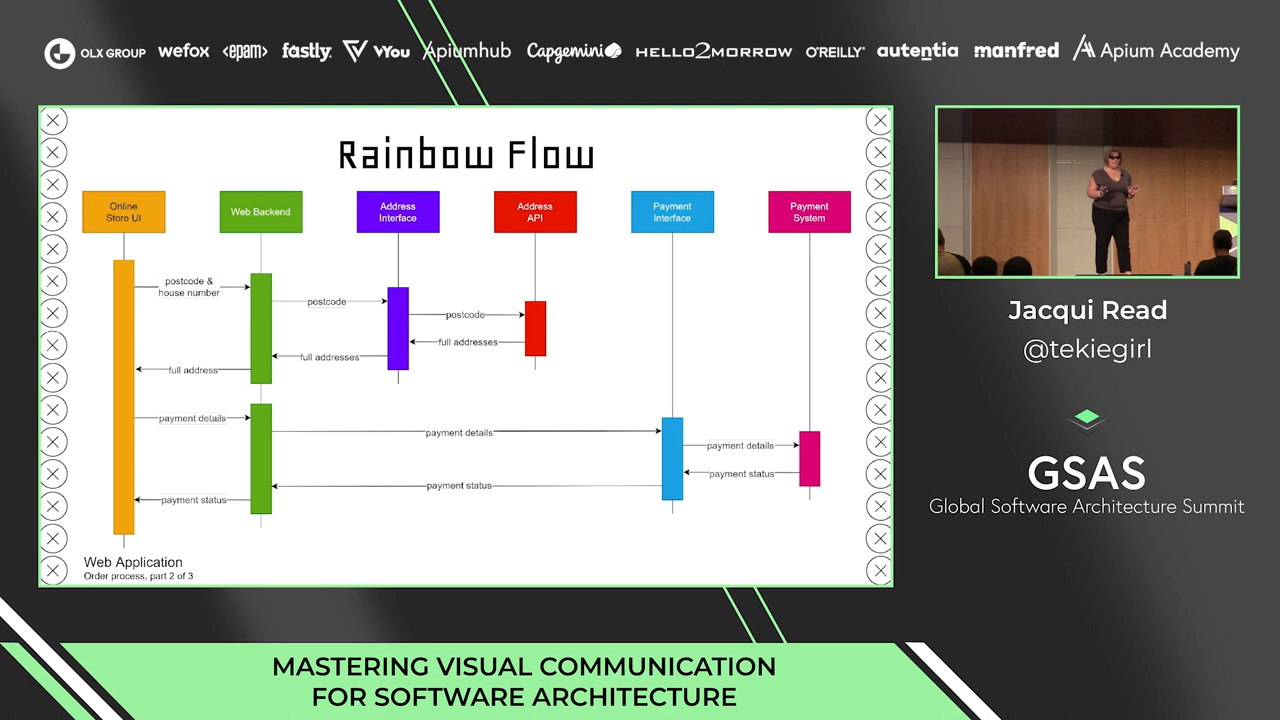 OLX GROUP wefox <epam> fastly. VYou Apiumhub Capgemini HELLO2MORROW O'REILLY® autentia manfred Apium Academy
Rainbow Flow
Online
Store UI
Web Backend
Address
Interface
Address
API
Payment
Interface
Payment
System
postcode &
house number
postcode
postcode
full addresses
full addresses
full address
payment details
payment details
payment details
payment status
payment status
payment status
Web Application
Order process, part 2 of 3
Jacqui Read
@tekiegirl
GSAS
Global Software Architecture Summit
MASTERING VISUAL COMMUNICATION
FOR SOFTWARE ARCHITECTURE